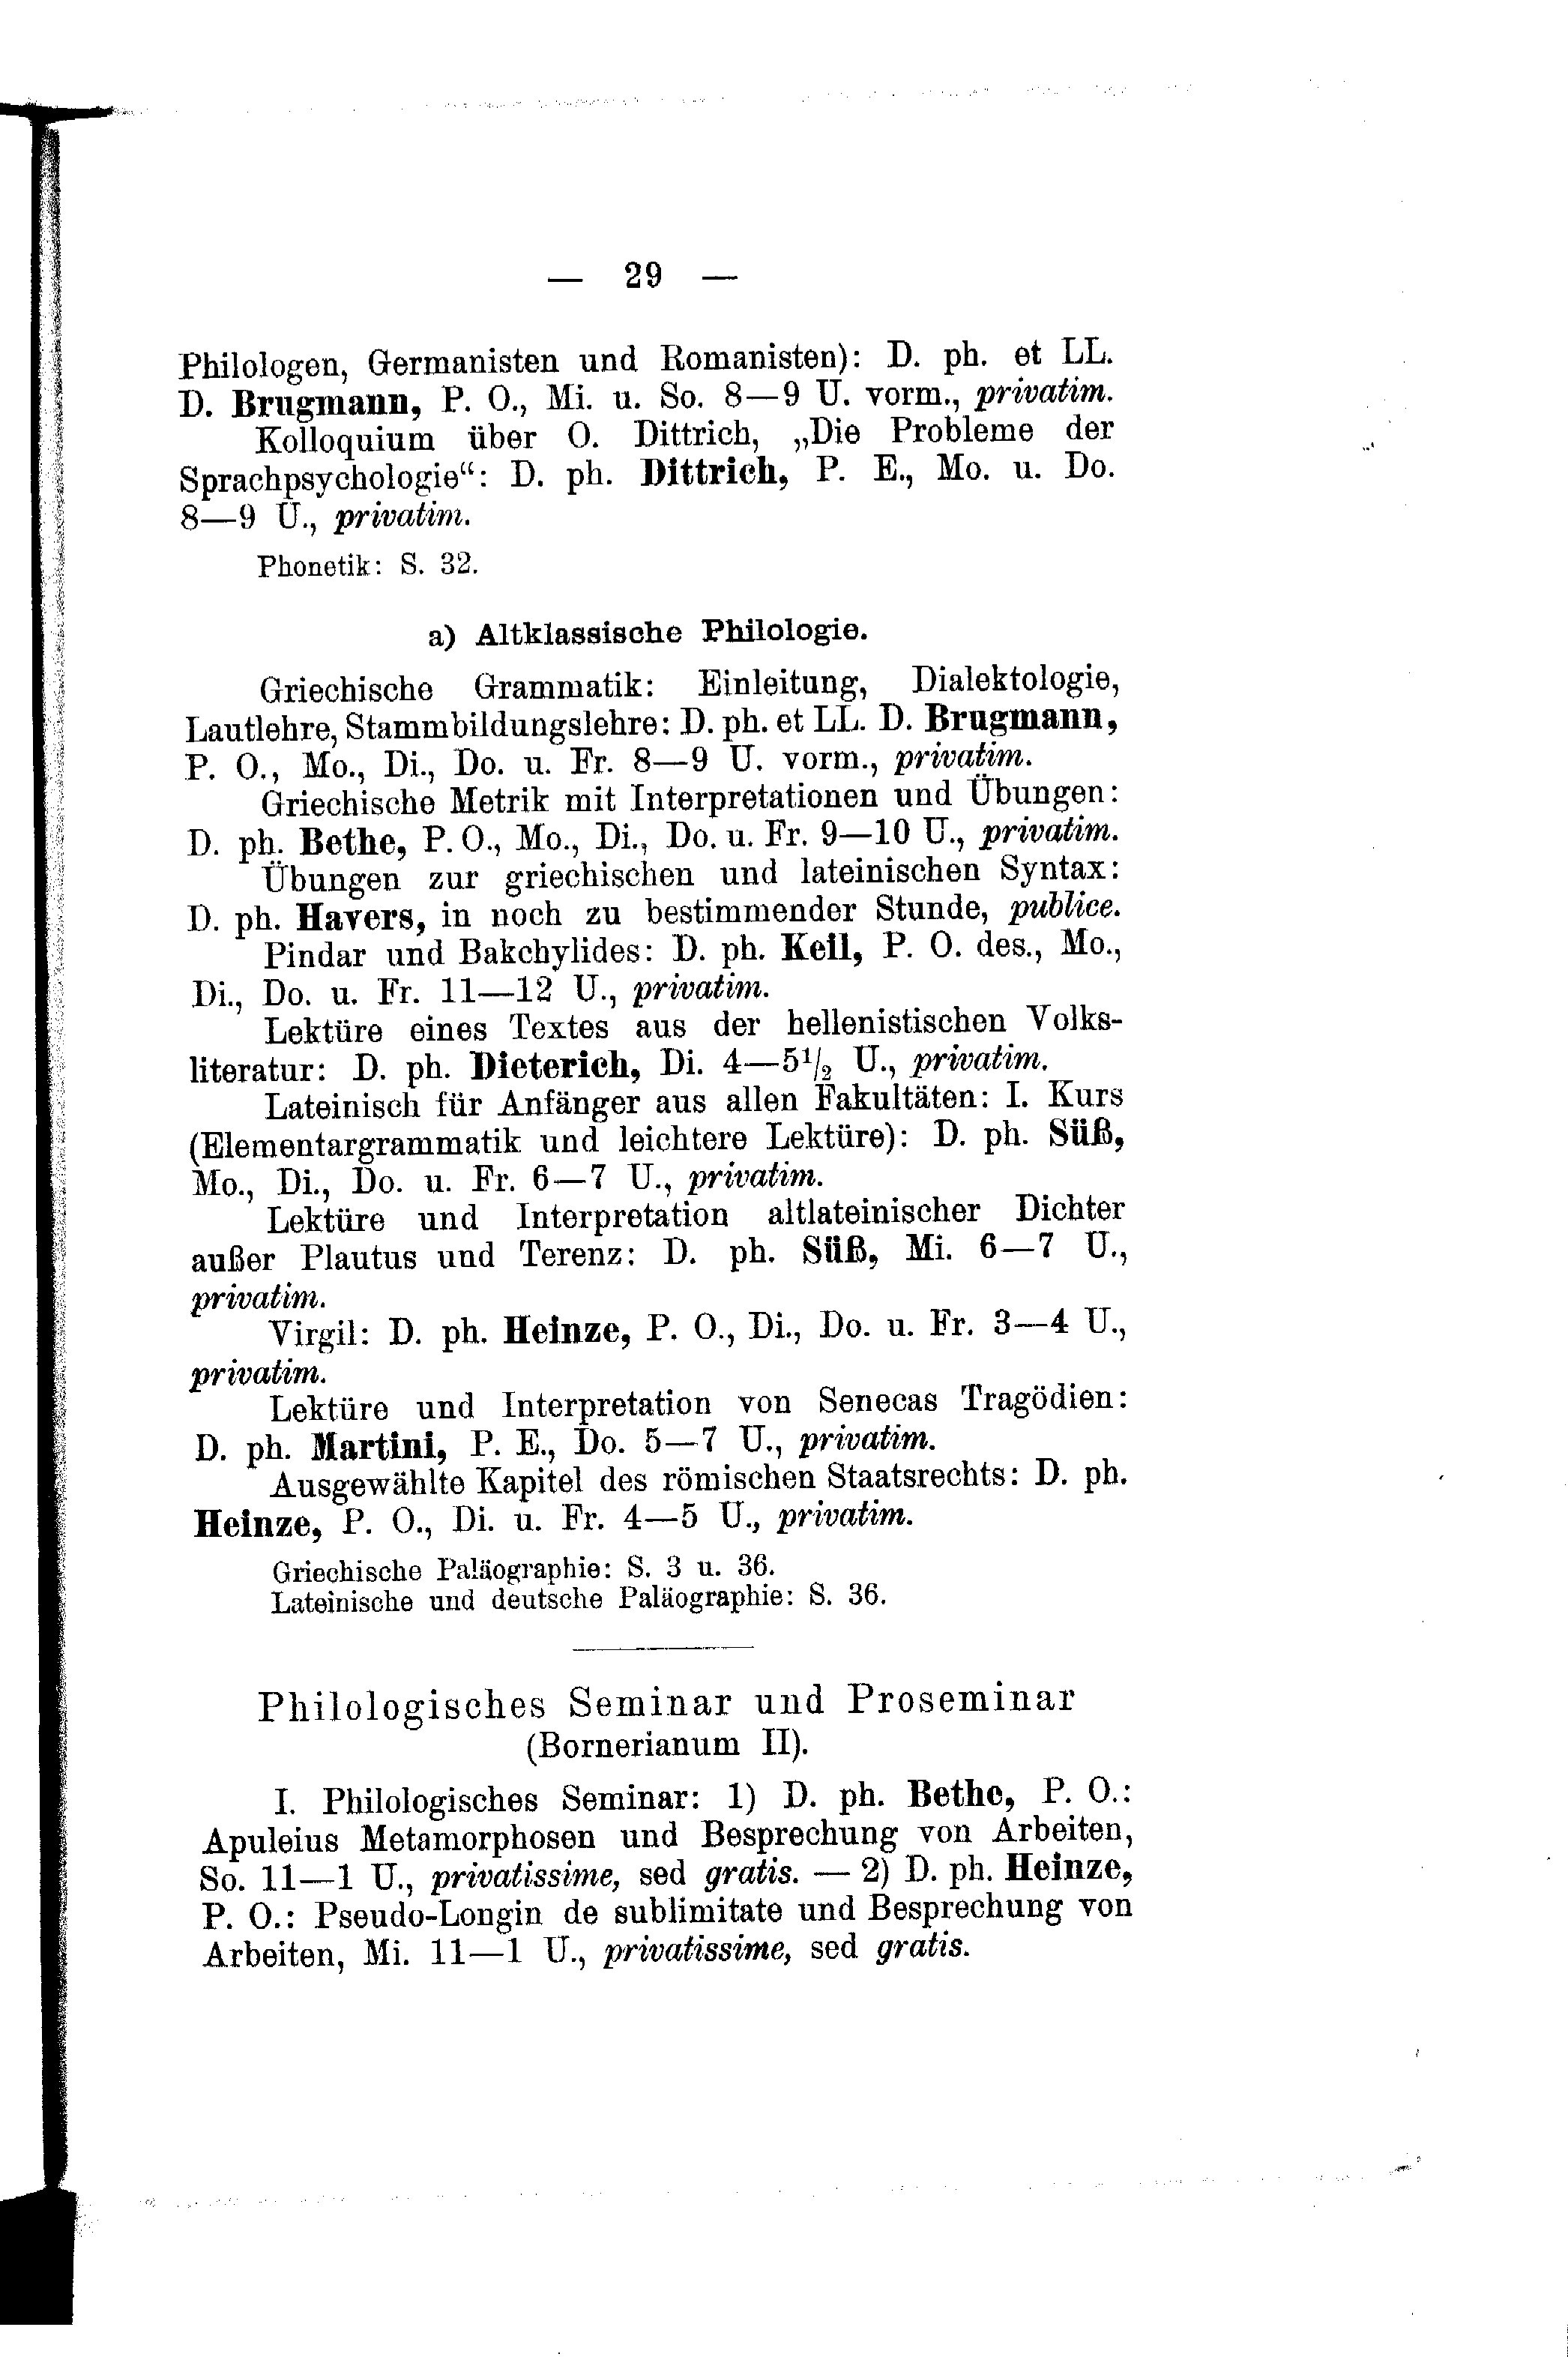 — 29 —
Philologen, Germanisten und Romanisten): D. ph. et LL.
D. Brugmann, P. O., Mi. u. So. 8—9 U. vorm., privatim.
Kolloquium über O. Dittrich, „Die Probleme der
Sprachpsychologie“: D. ph. Dittrich, P. E., Mo. u. Do.
8—9 U., privatim.
Phonetik: S. 32.
a) Altklassische Philologie.
Griechische Grammatik: Einleitung, Dialektologie,
Lautlehre, Stammbildungslehre: D. ph. et LL. D. Brugmann,
P. O., Mo., Di., Do. u. Fr. 8—9 U. vorm., privatim.
Griechische Metrik mit Interpretationen und Übungen:
D. ph. Bethe, P. O., Mo., Di., Do. u. Fr. 9—10 U., privatim.
Übungen zur griechischen und lateinischen Syntax:
D. ph. Havers, in noch zu bestimmender Stunde, publice.
Pindar und Bakchylides: D. ph. Keil, P. O. des., Mo.,
Di., Do. u. Fr. 11—12 U., privatim.
Lektüre eines Textes aus der hellenistischen Volks-
literatur: D. ph. Dieterich, Di. 4—5½ U., privatim.
Lateinisch für Anfänger aus allen Fakultäten: I. Kurs
(Elementargrammatik und leichtere Lektüre): D. ph. Süß,
Mo., Di., Do. u. Fr. 6—7 U., privatim.
Lektüre und Interpretation altlateinischer Dichter
außer Plautus und Terenz: D. ph. Süß, Mi. 6—7 U.,
privatim.
Virgil: D. ph. Heinze, P. O., Di., Do. u. Fr. 3—4 U.,
privatim.
Lektüre und Interpretation von Senecas Tragödien:
D. ph. Martini, P. E., Do. 5—7 U., privatim.
Ausgewählte Kapitel des römischen Staatsrechts: D. ph.
Heinze, P. O., Di. u. Fr. 4—5 U., privatim.
Griechische Paläographie: S. 3 u. 36.
Lateinische und deutsche Paläographie: S. 36.
Philologisches Seminar und Proseminar
(Bornerianum II).
I. Philologisches Seminar: 1) D. ph. Bethe, P. O.:
Apuleius Metamorphosen und Besprechung von Arbeiten,
So. 11—1 U., privatissime, sed gratis. — 2) D. ph. Heinze,
P. O.: Pseudo-Longin de sublimitate und Besprechung von
Arbeiten, Mi. 11—1 U., privatissime, sed gratis.